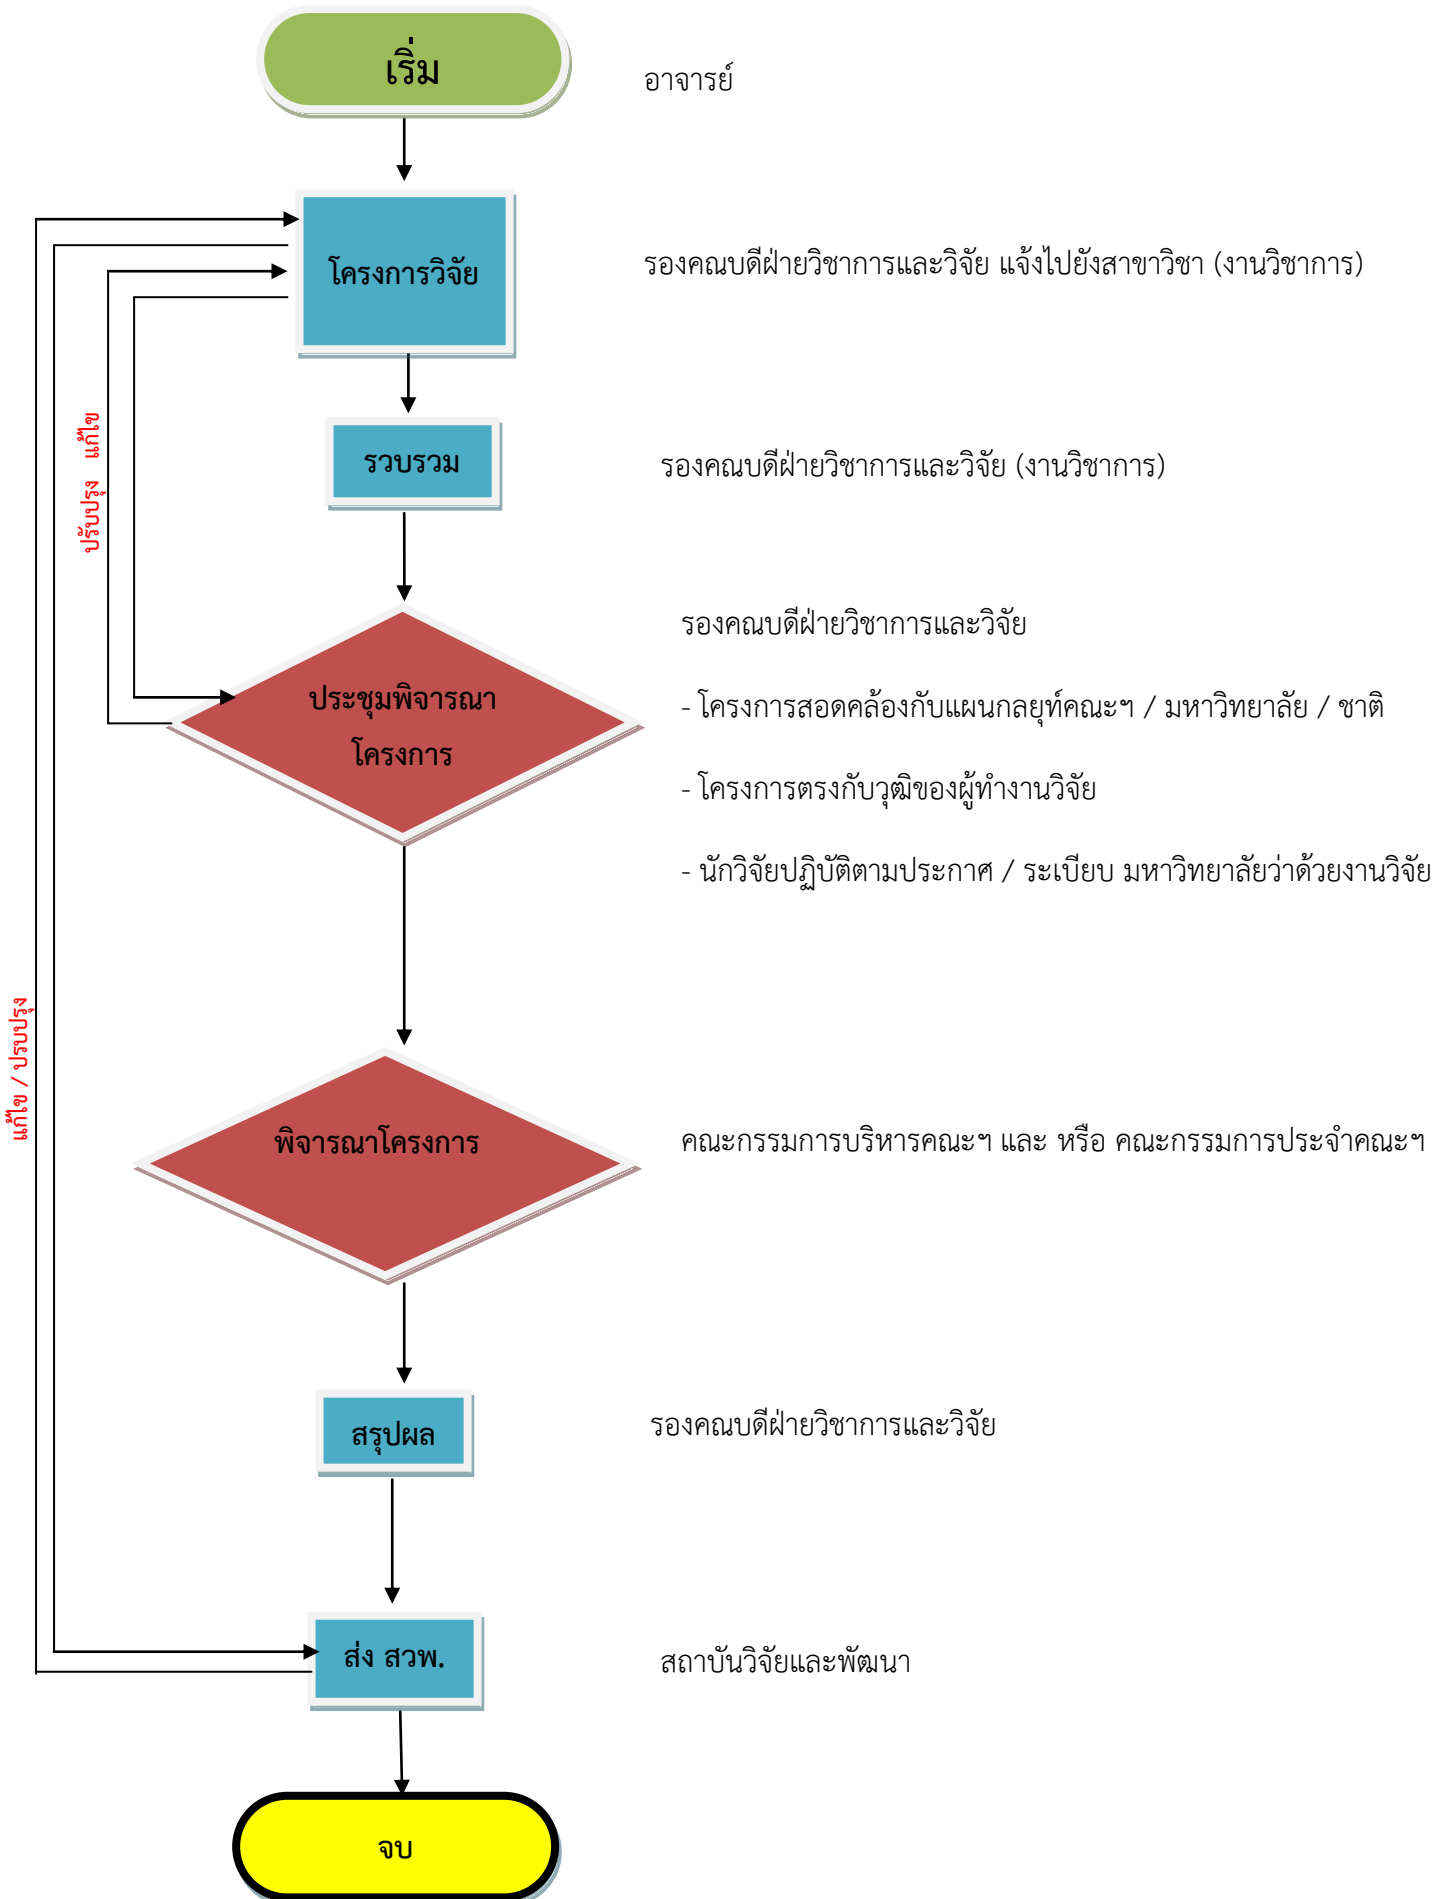 เริ่ม
อาจารย์
โครงการวิจัย
รองคณบดีฝ่ายวิชาการและวิจัย แจ้งไปยังสาขาวิชา (งานวิชาการ)
ปรับปรุง แก้ไข
รวบรวม
รองคณบดีฝ่ายวิชาการและวิจัย (งานวิชาการ)
รองคณบดีฝ่ายวิชาการและวิจัย
ประชุมพิจารณา
โครงการ
- โครงการสอดคล้องกับแผนกลยุท์คณะฯ / มหาวิทยาลัย / ชาติ
- โครงการตรงกับวุฒิของผู้ทำงานวิจัย
- นักวิจัยปฏิบัติตามประกาศ / ระเบียบ มหาวิทยาลัยว่าด้วยงานวิจัย
แก้ไข / ปรบปรุง
พิจารณาโครงการ
คณะกรรมการบริหารคณะฯ และ หรือ คณะกรรมการประจำคณะฯ
สรุปผล
รองคณบดีฝ่ายวิชาการและวิจัย
ส่ง สวพ.
สถาบันวิจัยและพัฒนา
จบ